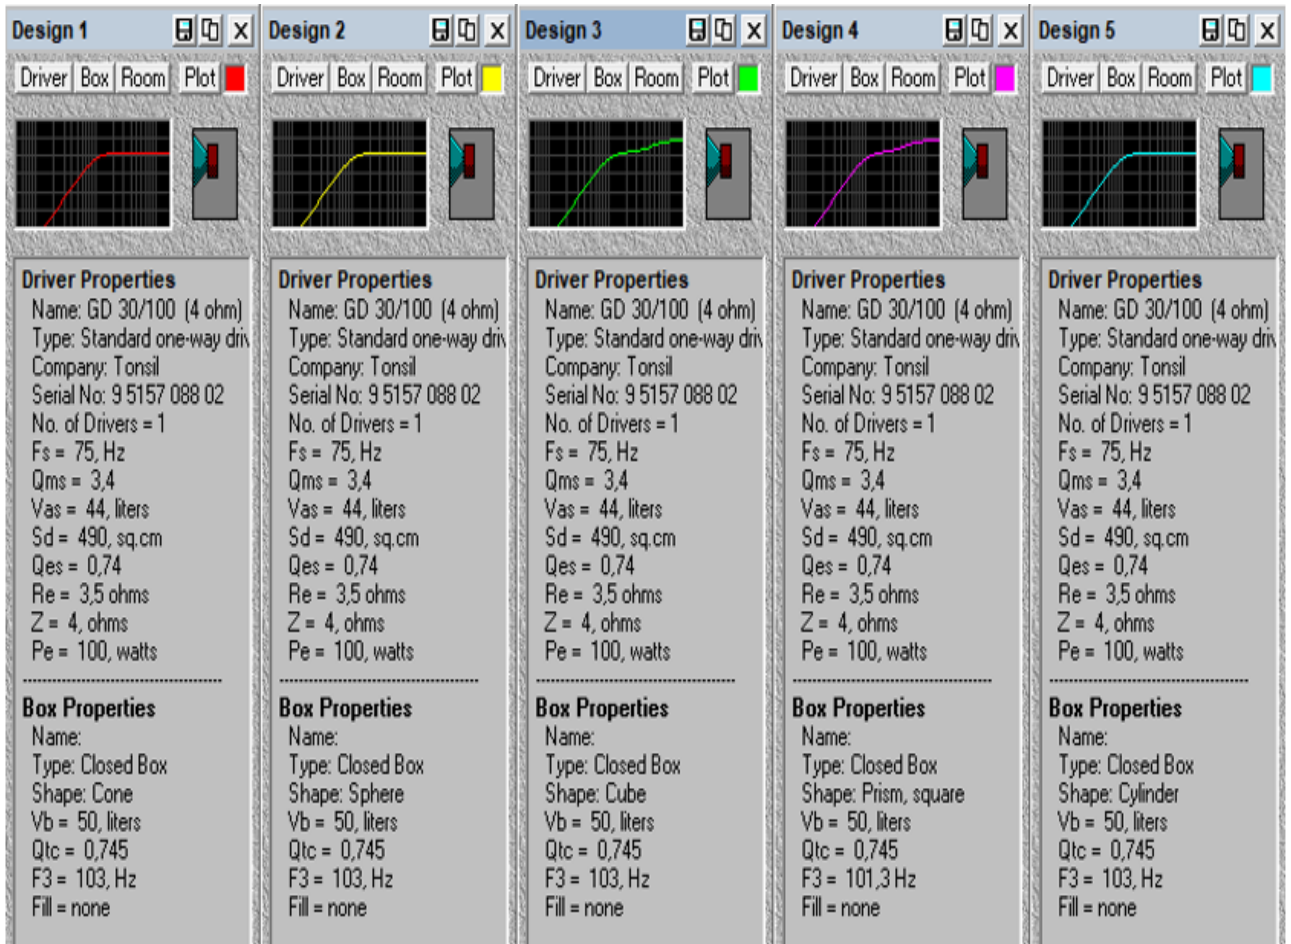 Design 1
Driver Box Room Plot
Driver Properties
Name: GD 30/100 (4 ohm)
Type: Standard one-way driv
Company: Tonsil
Serial No: 9 5157 088 02
No. of Drivers = 1
Fs = 75, Hz
Qms = 3,4
Vas = 44, liters
Sd = 490, sq.cm
Qes = 0,74
Re = 3,5 ohms
Z = 4, ohms
Pe = 100, watts
Box Properties
Name:
Type: Closed Box
Shape: Cone
Vb = 50, liters
Qtc = 0,745
F3 = 103, Hz
Fill = none
Design 2
Driver Box Room Plot
Driver Properties
Name: GD 30/100 (4 ohm)
Type: Standard one-way driv
Company: Tonsil
Serial No: 9 5157 088 02
No. of Drivers = 1
Fs = 75, Hz
Qms = 3,4
Vas = 44, liters
Sd = 490, sq.cm
Qes = 0,74
Re = 3,5 ohms
Z = 4, ohms
Pe = 100, watts
Box Properties
Name:
Type: Closed Box
Shape: Sphere
Vb = 50, liters
Qtc = 0,745
F3 = 103, Hz
Fill = none
Design 3
Driver Box Room Plot
Driver Properties
Name: GD 30/100 (4 ohm)
Type: Standard one-way driv
Company: Tonsil
Serial No: 9 5157 088 02
No. of Drivers = 1
Fs = 75, Hz
Qms = 3,4
Vas = 44, liters
Sd = 490, sq.cm
Qes = 0,74
Re = 3,5 ohms
Z = 4, ohms
Pe = 100, watts
Box Properties
Name:
Type: Closed Box
Shape: Cube
Vb = 50, liters
Qtc = 0,745
F3 = 103, Hz
Fill = none
Design 4
Driver Box Room Plot
Driver Properties
Name: GD 30/100 (4 ohm)
Type: Standard one-way driv
Company: Tonsil
Serial No: 9 5157 088 02
No. of Drivers = 1
Fs = 75, Hz
Qms = 3,4
Vas = 44, liters
Sd = 490, sq.cm
Qes = 0,74
Re = 3,5 ohms
Z = 4, ohms
Pe = 100, watts
Box Properties
Name:
Type: Closed Box
Shape: Prism, square
Vb = 50, liters
Qtc = 0,745
F3 = 101,3 Hz
Fill = none
Design 5
Driver Box Room Plot
Driver Properties
Name: GD 30/100 (4 ohm)
Type: Standard one-way driv
Company: Tonsil
Serial No: 9 5157 088 02
No. of Drivers = 1
Fs = 75, Hz
Qms = 3,4
Vas = 44, liters
Sd = 490, sq.cm
Qes = 0,74
Re = 3,5 ohms
Z = 4, ohms
Pe = 100, watts
Box Properties
Name:
Type: Closed Box
Shape: Cylinder
Vb = 50, liters
Qtc = 0,745
F3 = 103, Hz
Fill = none